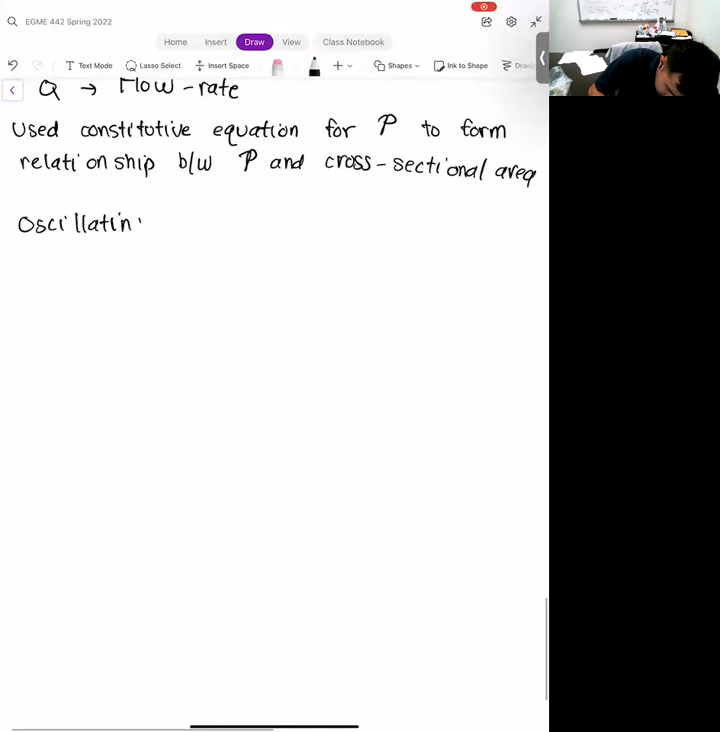 EGME 442 Spring 2022
Home Insert Draw View Class Notebook
Text Mode Lasso Select Insert Space Shapes Ink to Shape
Q → Flow-rate
Used constitutive equation for P to form
relationship b/w P and cross-sectional area
Oscillatin